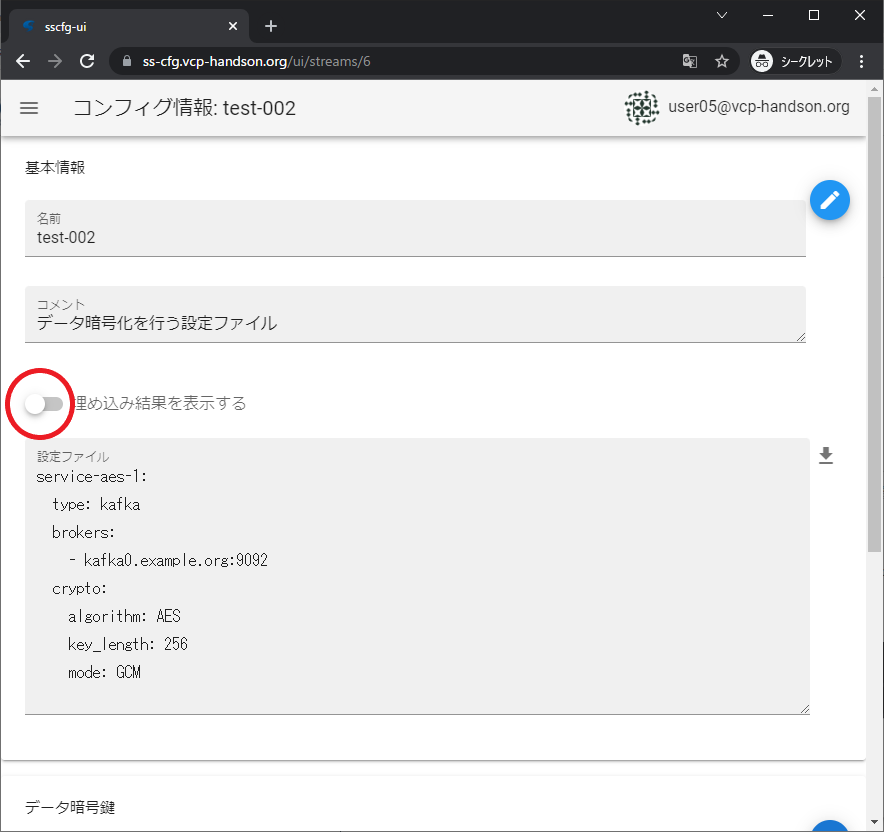 sscfg-ui
ss-cfg.vcp-handson.org/ui/streams/6
シークレット
コンフィグ情報: test-002
user05@vcp-handson.org
基本情報
名前
test-002
コメント
データ暗号化を行う設定ファイル
埋め込み結果を表示する
設定ファイル
service-aes-1:
type: kafka
brokers:
- kafka0.example.org:9092
crypto:
algorithm: AES
key_length: 256
mode: GCM
データ暗号鍵